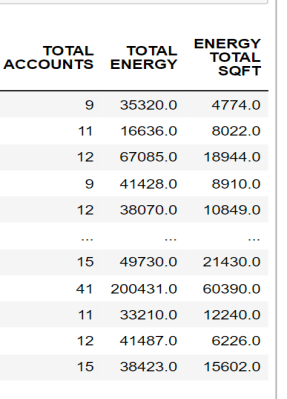 TOTAL ACCOUNTS TOTAL ENERGY ENERGY TOTAL SQFT
9 35320.0 4774.0
11 16636.0 8022.0
12 67085.0 18944.0
9 41428.0 8910.0
12 38070.0 10849.0
... ... ...
15 49730.0 21430.0
41 200431.0 60390.0
11 33210.0 12240.0
12 41487.0 6226.0
15 38423.0 15602.0